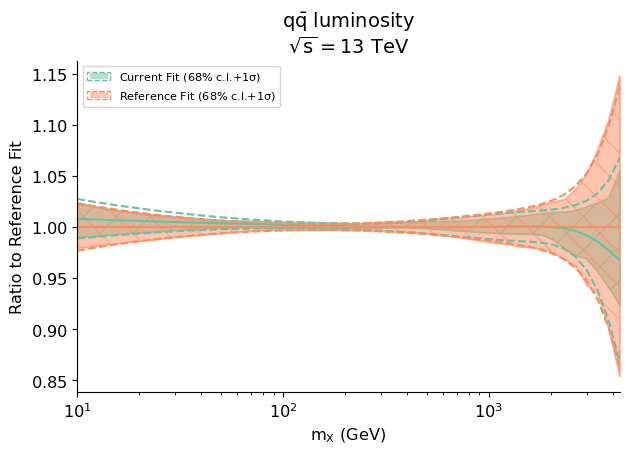 qq̄ luminosity
√s = 13 TeV
Current Fit (68% c.l.+1σ)
Reference Fit (68% c.l.+1σ)
Ratio to Reference Fit
1.15
1.10
1.05
1.00
0.95
0.90
0.85
10¹ 10² 10³
m_X (GeV)